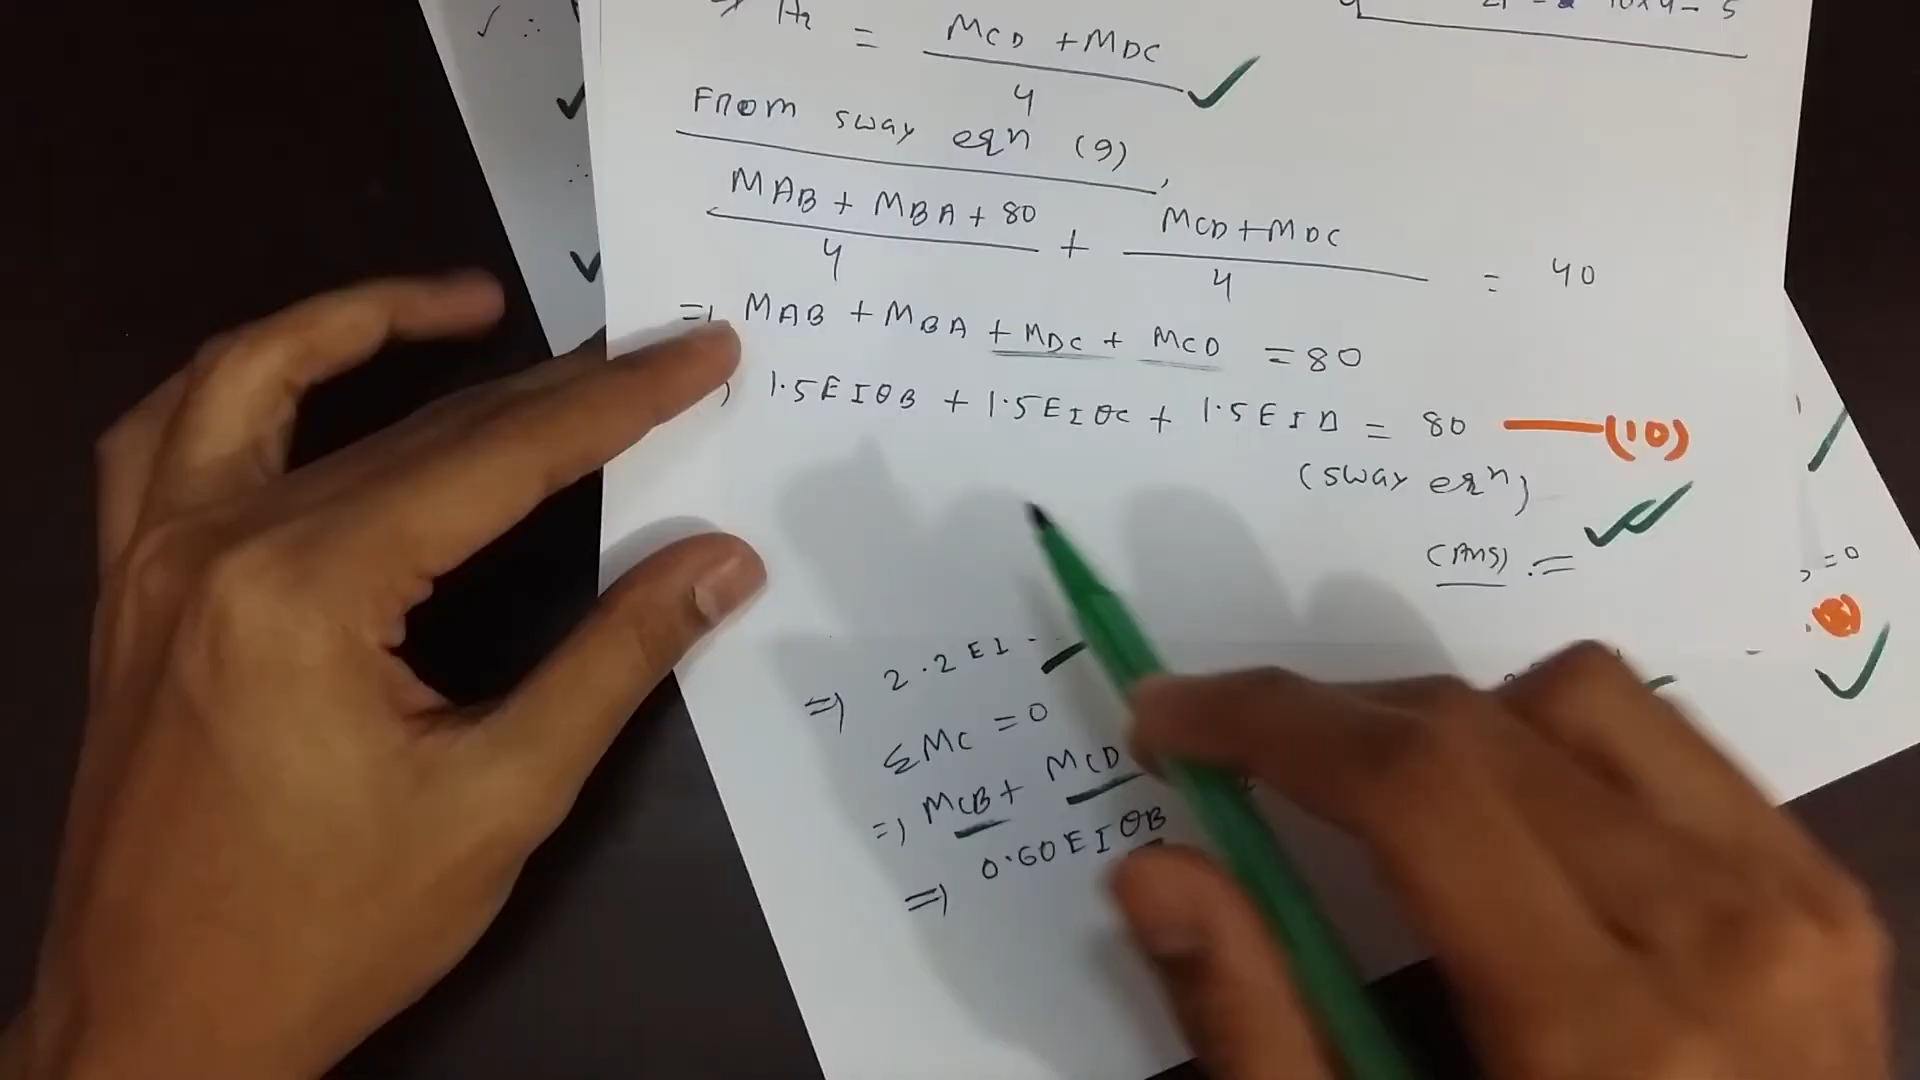 H₂ = MCD + MDC / 4
From sway eqn (9),
MAB + MBA + 80 / 4 + MCD + MDC / 4 = 40
=) MAB + MBA + MDC + MCD = 80
1.5EIθB + 1.5EIθC + 1.5EIΔ = 80 (10)
(sway eqn)
(Ans) .=
=0
=) 2.2EI
ΣMC = 0
=) MCB + MCD
=) 0.60EIθB